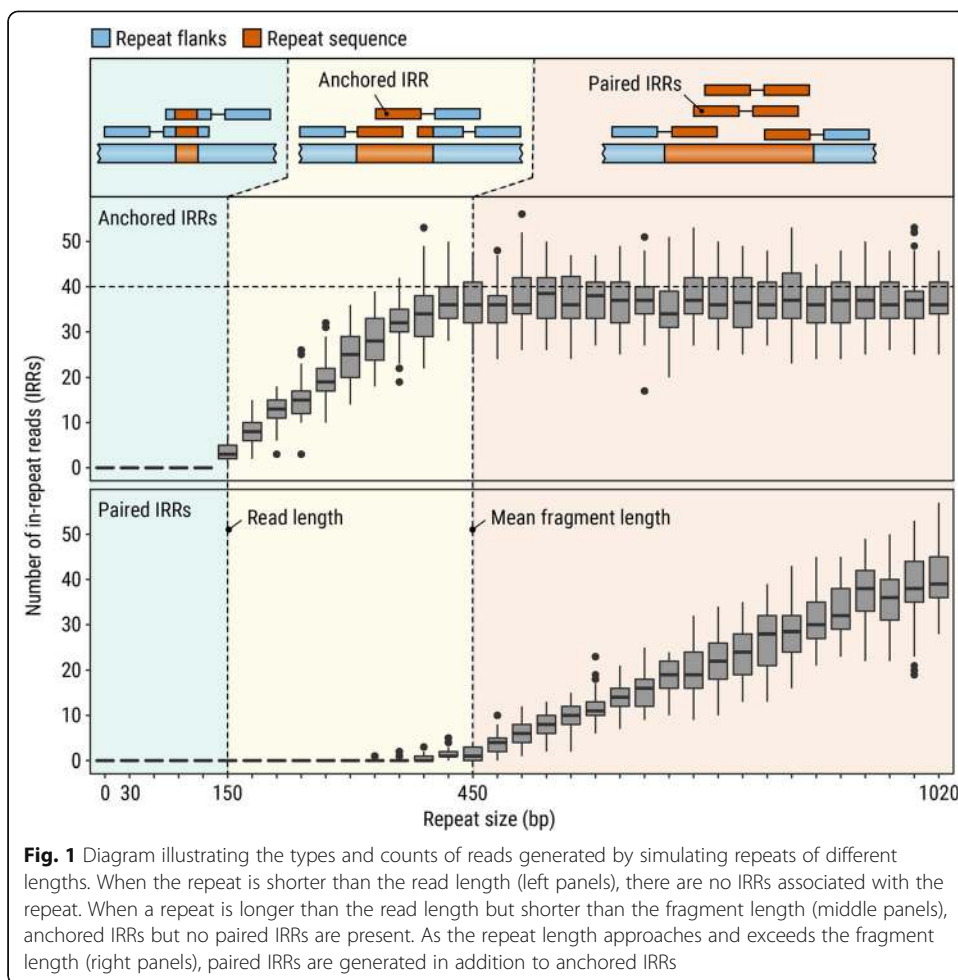 Repeat flanks Repeat sequence
Anchored IRR
Paired IRRs
Anchored IRRs
50
40
30
20
10
0
Number of in-repeat reads (IRRs)
Paired IRRs
Read length
Mean fragment length
50
40
30
20
10
0
0 30 150 450 1020
Repeat size (bp)
Fig. 1 Diagram illustrating the types and counts of reads generated by simulating repeats of different
lengths. When the repeat is shorter than the read length (left panels), there are no IRRs associated with the
repeat. When a repeat is longer than the read length but shorter than the fragment length (middle panels),
anchored IRRs but no paired IRRs are present. As the repeat length approaches and exceeds the fragment
length (right panels), paired IRRs are generated in addition to anchored IRRs